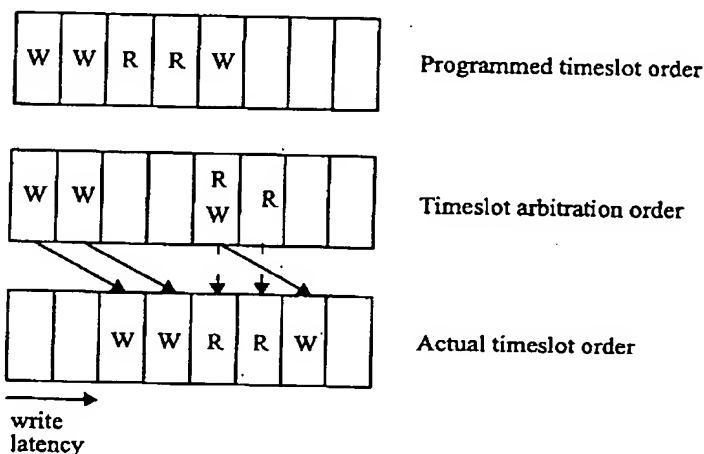 W W R R W Programmed timeslot order
W W R R Timeslot arbitration order
W
W W R R W Actual timeslot order
write
latency